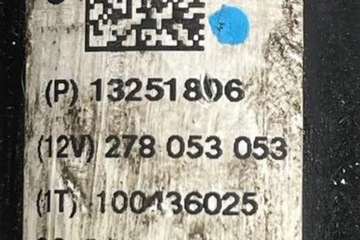 (P) 13251806
(12V) 278 053 053
(1T) 100436025